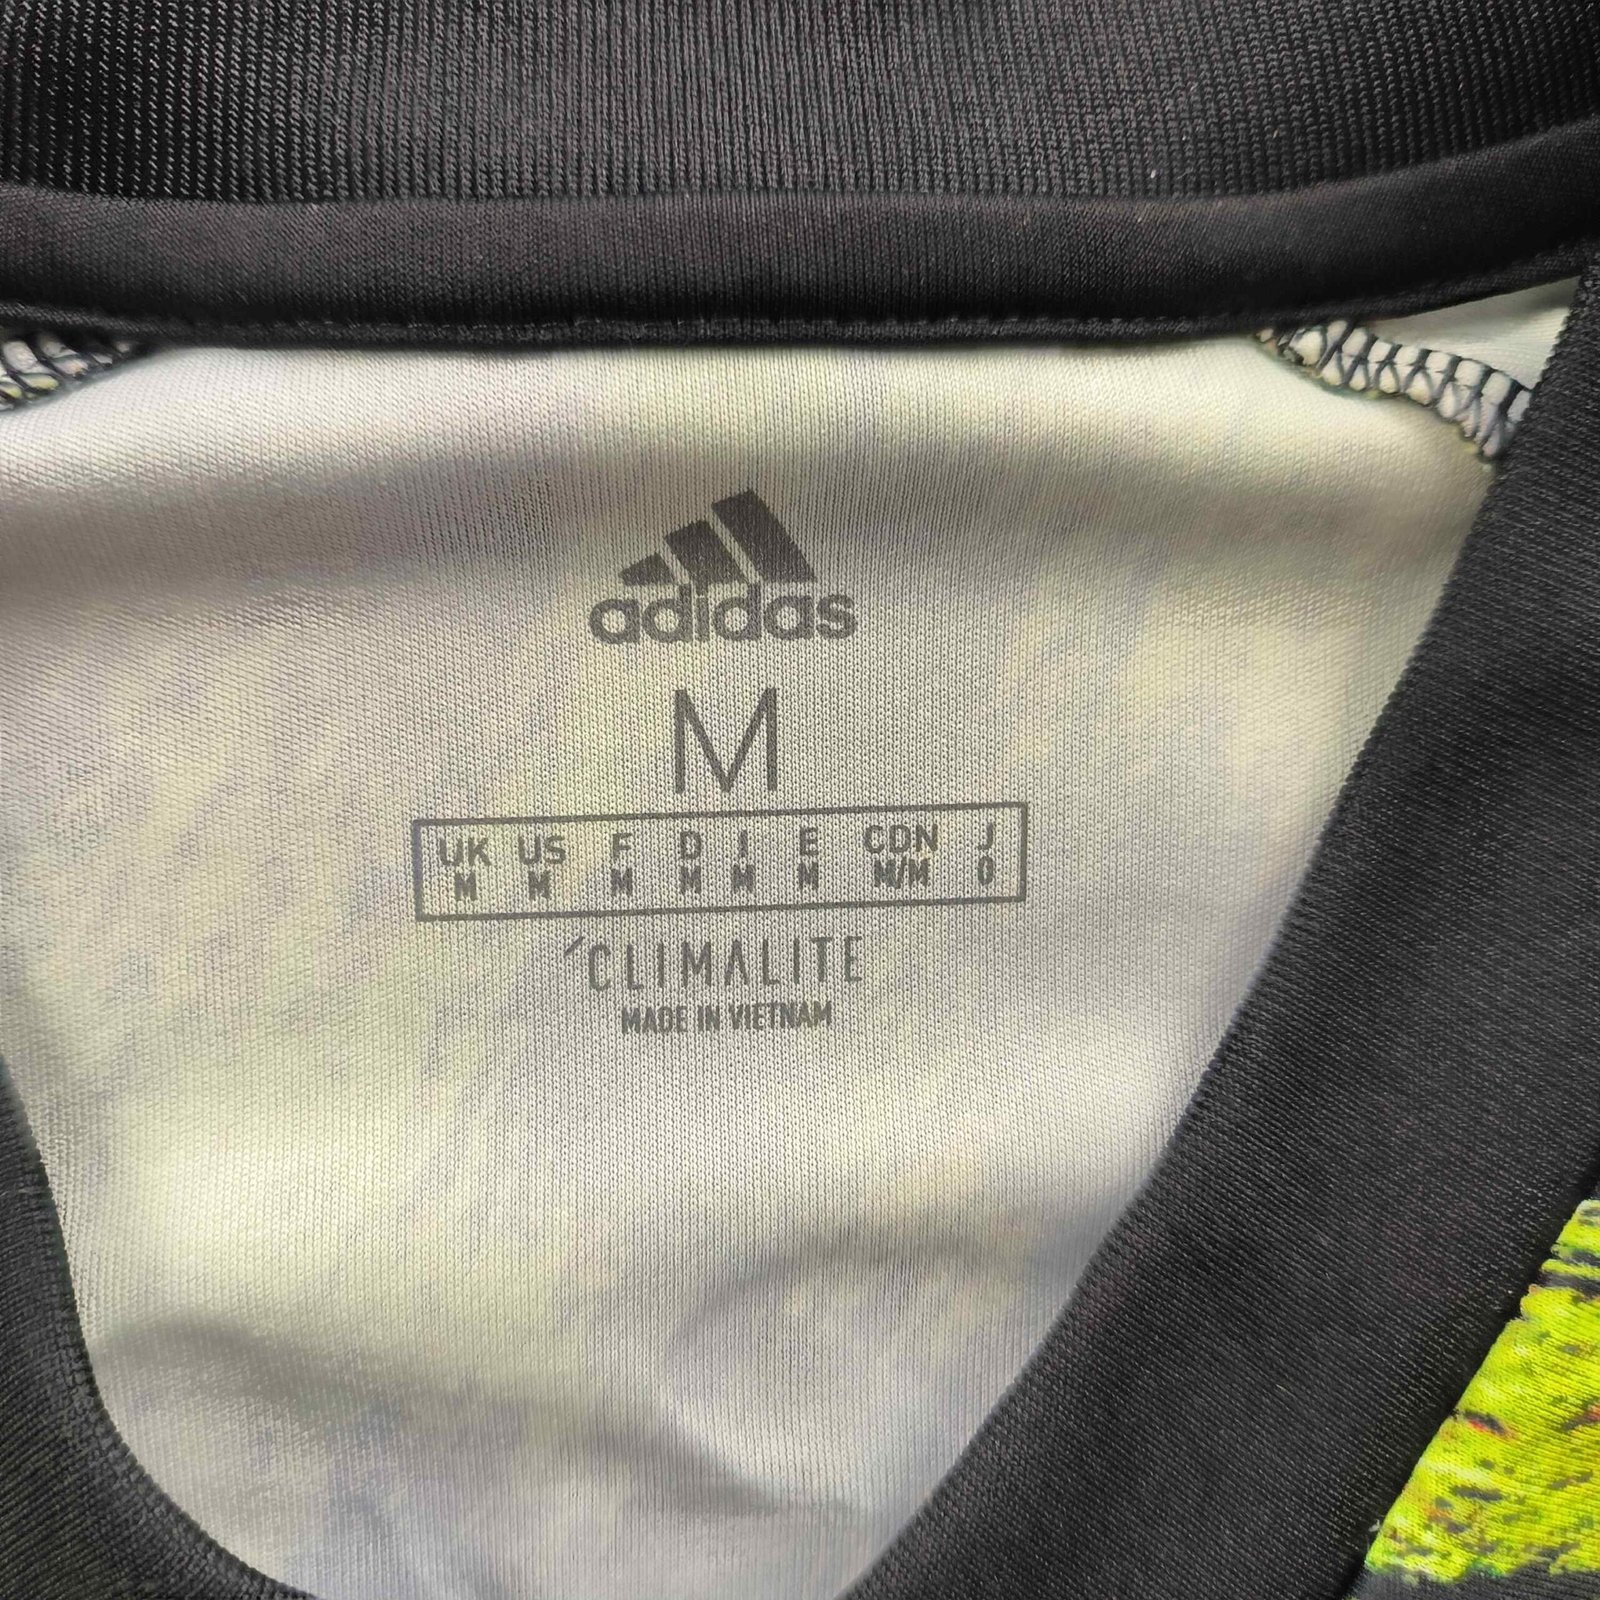 adidas
M
UK US F D I E CDN J
M M M M M M M/M O
CLIMALITE
MADE IN VIETNAM